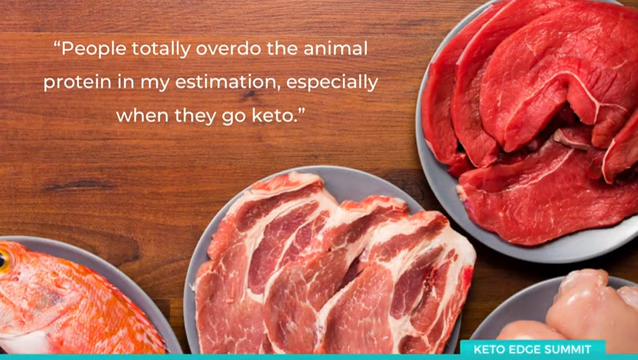 “People totally overdo the animal
protein in my estimation, especially
when they go keto.”
KETO EDGE SUMMIT